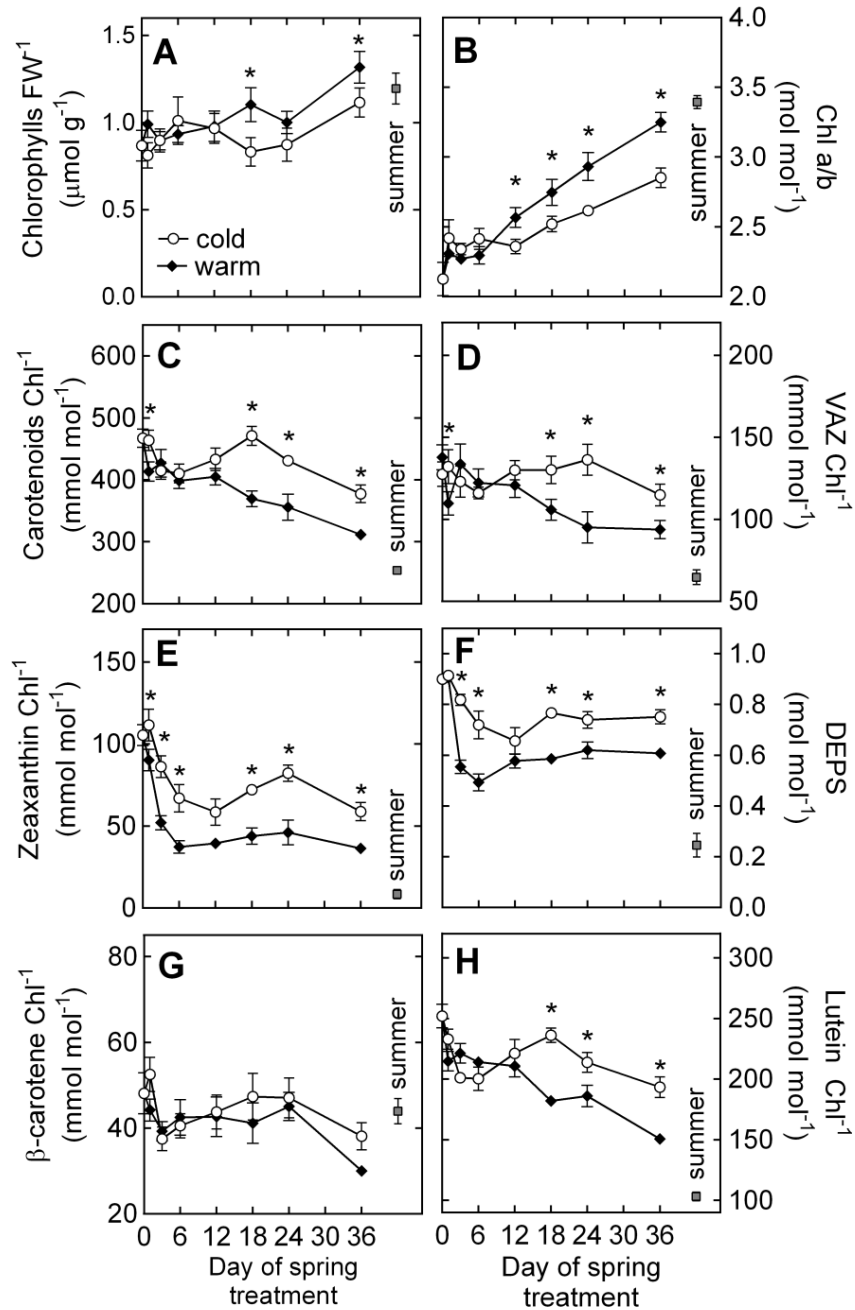 A
Chlorophylls FW⁻¹
(μmol g⁻¹)
1.5
1.0
0.5
0.0
*
*
cold
warm
summer
B
Chl a/b
(mol mol⁻¹)
4.0
3.5
3.0
2.5
2.0
*
*
*
*
summer
C
Carotenoids Chl⁻¹
(mmol mol⁻¹)
600
500
400
300
200
*
*
*
*
summer
D
VAZ Chl⁻¹
(mmol mol⁻¹)
200
150
100
50
*
*
*
*
summer
E
Zeaxanthin Chl⁻¹
(mmol mol⁻¹)
150
100
50
0
*
*
*
*
*
*
summer
F
DEPS
(mol mol⁻¹)
1.0
0.8
0.6
0.4
0.2
0.0
*
*
*
*
*
summer
G
β-carotene Chl⁻¹
(mmol mol⁻¹)
80
60
40
20
summer
0 6 12 18 24 30 36
Day of spring
treatment
H
Lutein Chl⁻¹
(mmol mol⁻¹)
300
250
200
150
100
*
*
*
summer
0 6 12 18 24 30 36
Day of spring
treatment